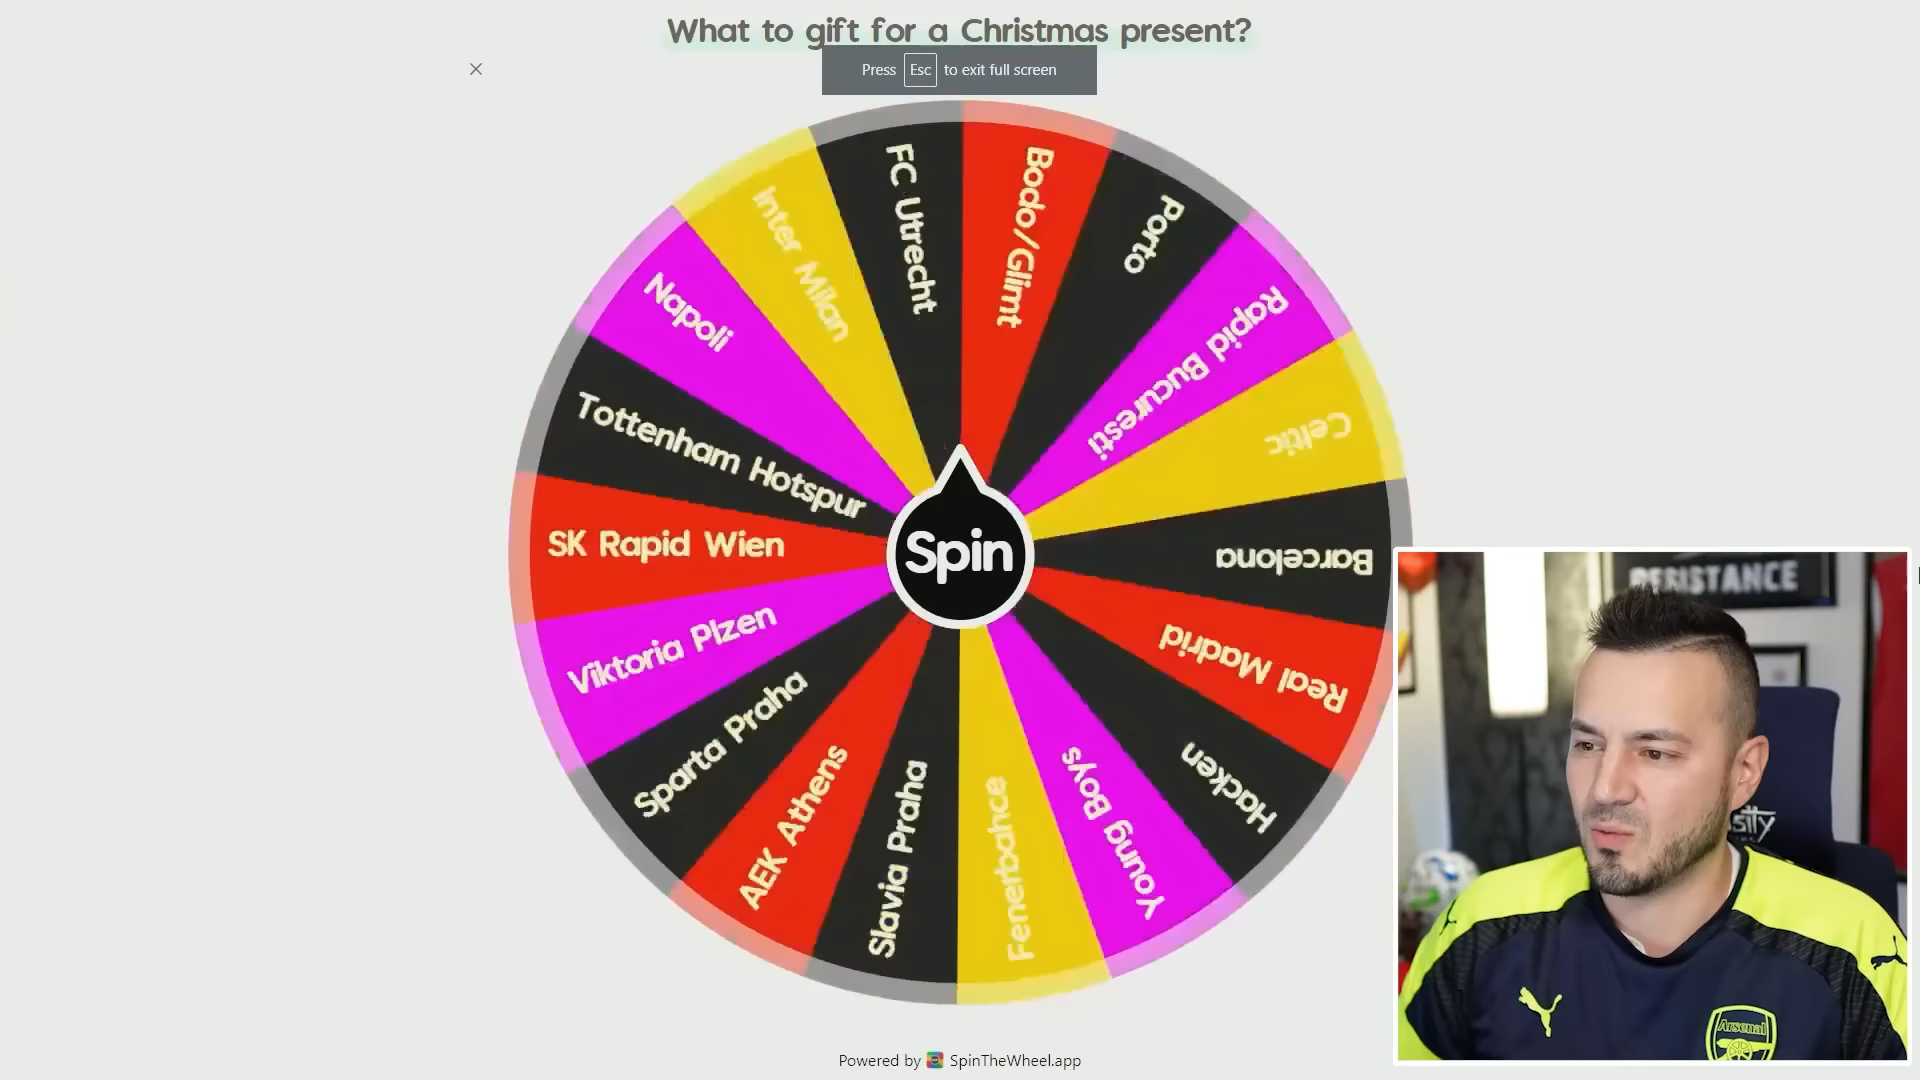 What to gift for a Christmas present?
Press Esc to exit full screen
FC Utrecht
Bodo/Glimt
Porto
Rapid Bucuresti
Celtic
Barcelona
Real Madrid
Hacken
Young Boys
Fenerbahce
Slavia Praha
AEK Athens
Sparta Praha
Viktoria Plzen
SK Rapid Wien
Tottenham Hotspur
Napoli
Inter Milan
Spin
RESISTANCE
Arsenal
Powered by SpinTheWheel.app